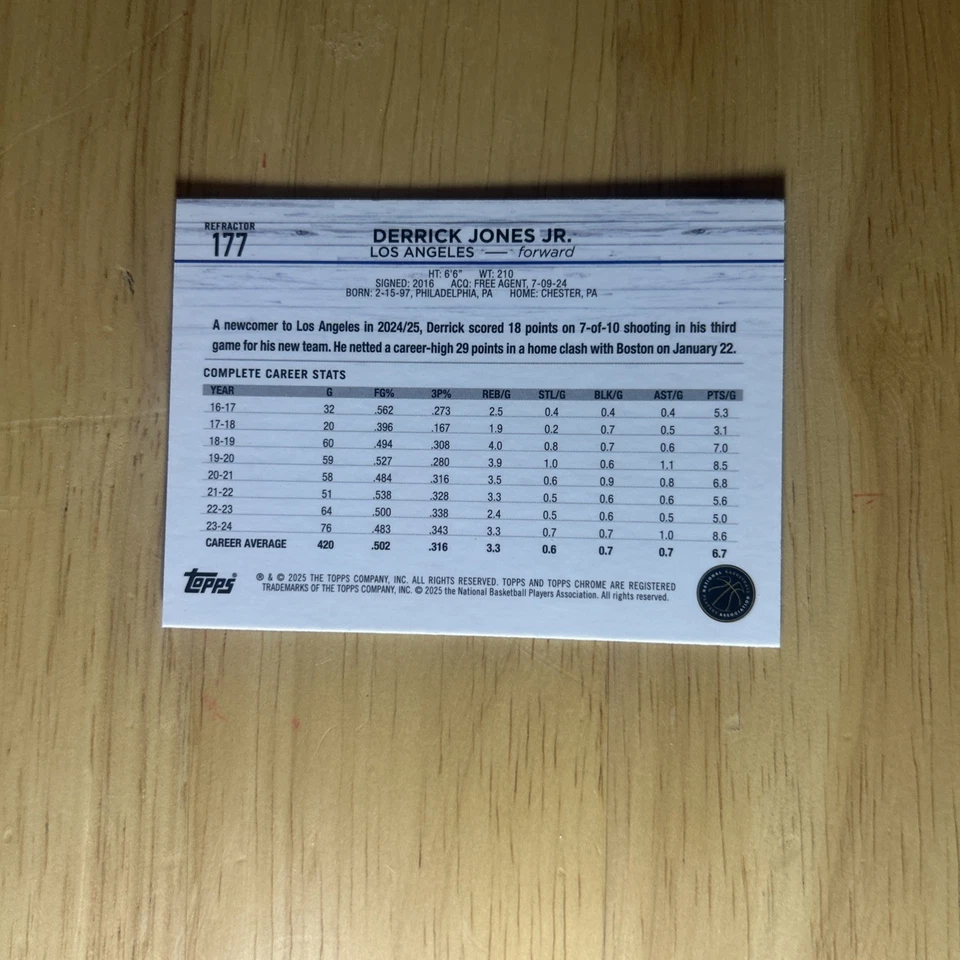 REFRACTOR
177
DERRICK JONES JR.
LOS ANGELES — forward
HT: 6'6" WT: 210
SIGNED: 2016 ACQ: FREE AGENT, 7-09-24
BORN: 2-15-97, PHILADELPHIA, PA HOME: CHESTER, PA
A newcomer to Los Angeles in 2024/25, Derrick scored 18 points on 7-of-10 shooting in his third
game for his new team. He netted a career-high 29 points in a home clash with Boston on January 22.
COMPLETE CAREER STATS
YEAR G FG% 3P% REB/G STL/G BLK/G AST/G PTS/G
16-17 32 .562 .273 2.5 0.4 0.4 0.4 5.3
17-18 20 .396 .167 1.9 0.2 0.7 0.5 3.1
18-19 60 .494 .308 4.0 0.8 0.7 0.6 7.0
19-20 59 .527 .280 3.9 1.0 0.6 1.1 8.5
20-21 58 .484 .316 3.5 0.6 0.9 0.8 6.8
21-22 51 .538 .328 3.3 0.5 0.6 0.6 5.6
22-23 64 .500 .338 2.4 0.5 0.6 0.5 5.0
23-24 76 .483 .343 3.3 0.7 0.7 1.0 8.6
CAREER AVERAGE 420 .502 .316 3.3 0.6 0.7 0.7 6.7
Topps®
® & © 2025 THE TOPPS COMPANY, INC. ALL RIGHTS RESERVED. TOPPS AND TOPPS CHROME ARE REGISTERED
TRADEMARKS OF THE TOPPS COMPANY, INC. © 2025 the National Basketball Players Association. All rights reserved.
NATIONAL BASKETBALL
PLAYERS ASSOCIATION